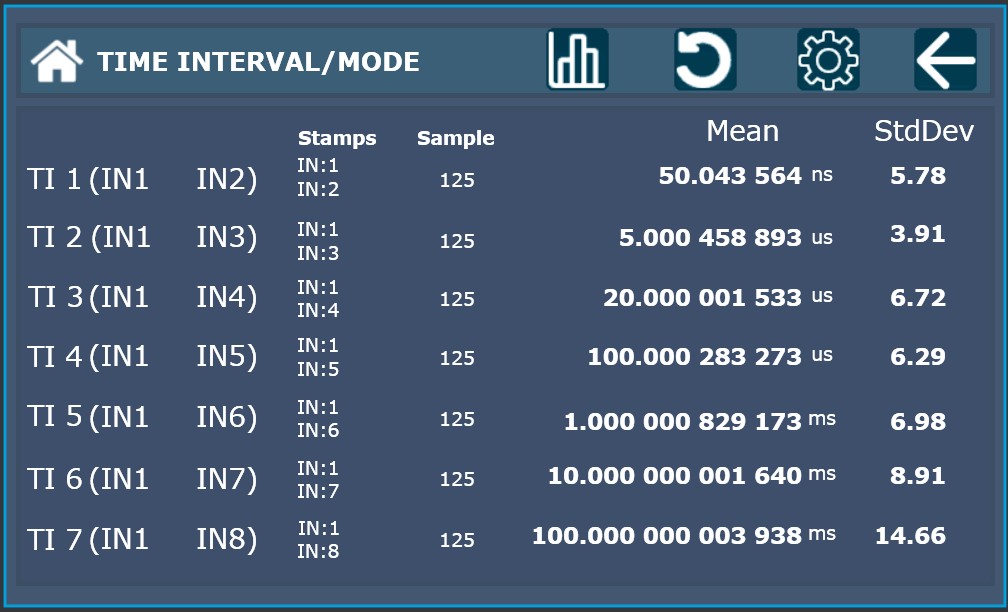 TIME INTERVAL/MODE
Stamps Sample Mean StdDev
TI 1 (IN1 IN2) IN:1 IN:2 125 50.043 564 ns 5.78
TI 2 (IN1 IN3) IN:1 IN:3 125 5.000 458 893 us 3.91
TI 3 (IN1 IN4) IN:1 IN:4 125 20.000 001 533 us 6.72
TI 4 (IN1 IN5) IN:1 IN:5 125 100.000 283 273 us 6.29
TI 5 (IN1 IN6) IN:1 IN:6 125 1.000 000 829 173 ms 6.98
TI 6 (IN1 IN7) IN:1 IN:7 125 10.000 000 001 640 ms 8.91
TI 7 (IN1 IN8) IN:1 IN:8 125 100.000 000 003 938 ms 14.66